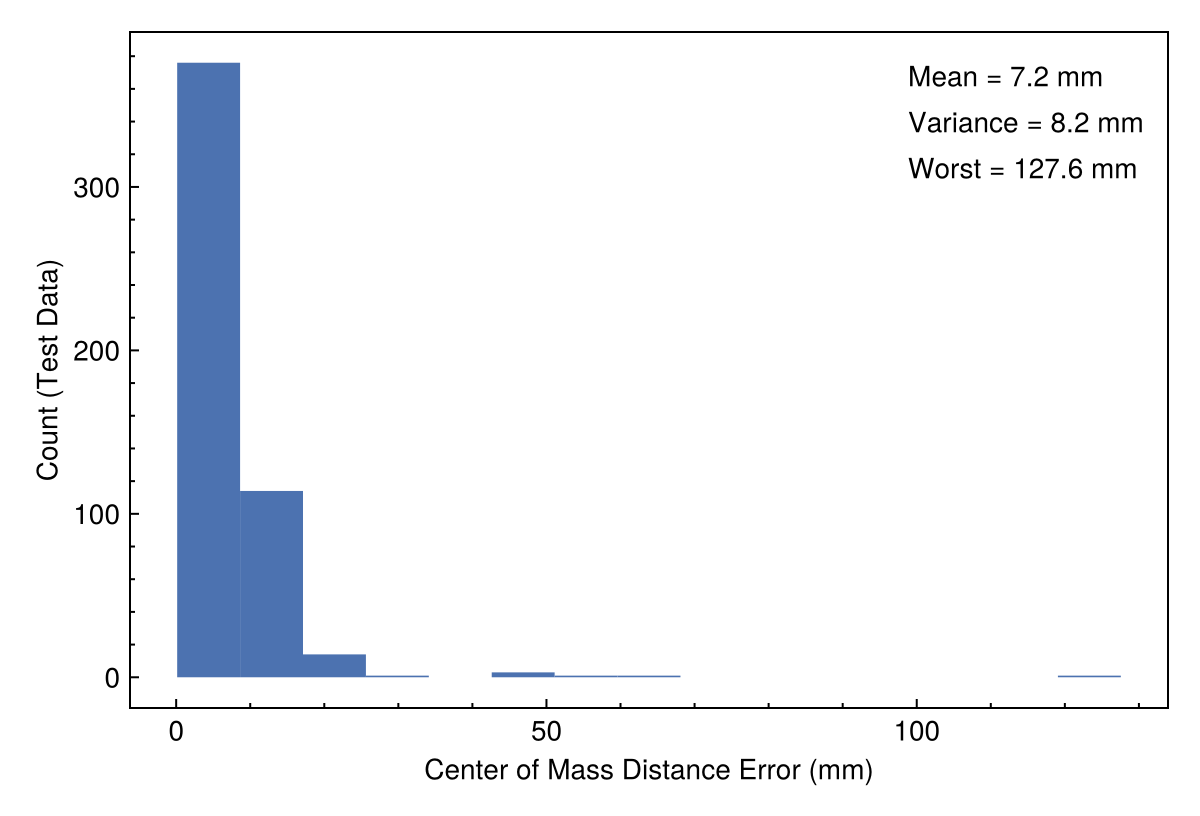 Mean = 7.2 mm
Variance = 8.2 mm
Worst = 127.6 mm
300
200
100
0
Count (Test Data)
0 50 100
Center of Mass Distance Error (mm)